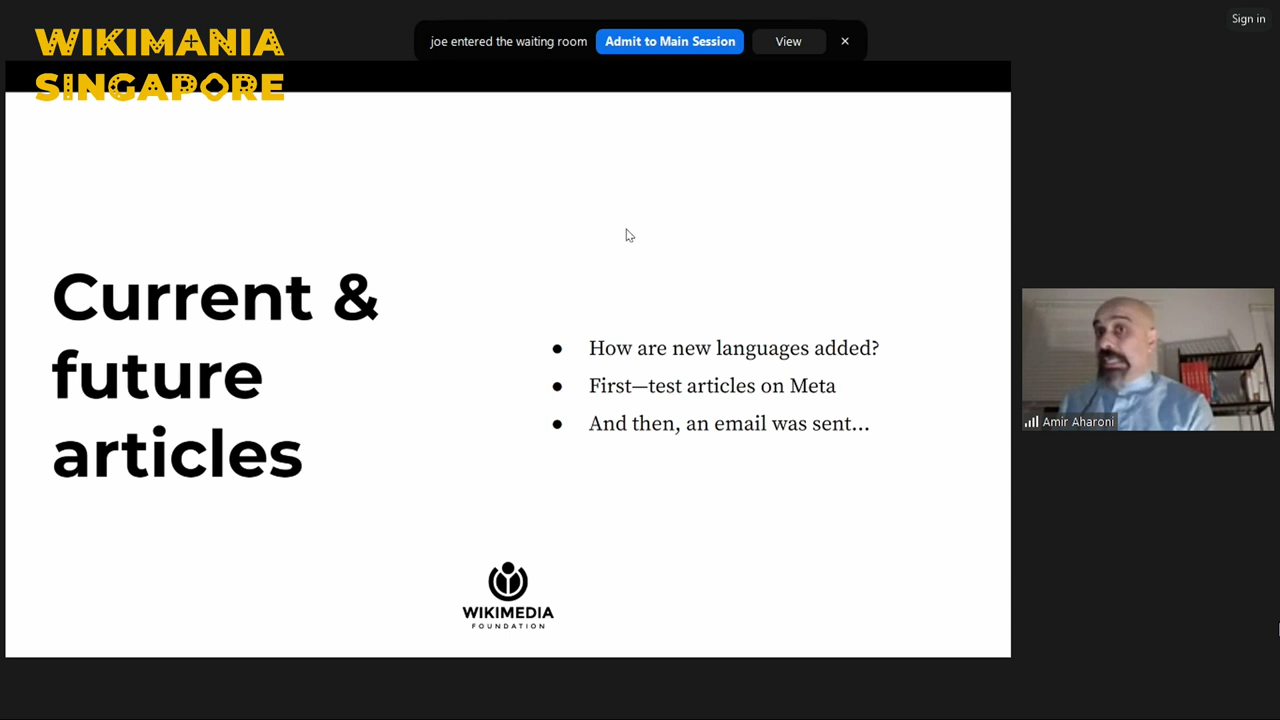 Sign in
WIKIMANIA
SINGAPORE
joe entered the waiting room Admit to Main Session View ×
Current &
future
articles
● How are new languages added?
● First—test articles on Meta
● And then, an email was sent…
Amir Aharoni
WIKIMEDIA
FOUNDATION